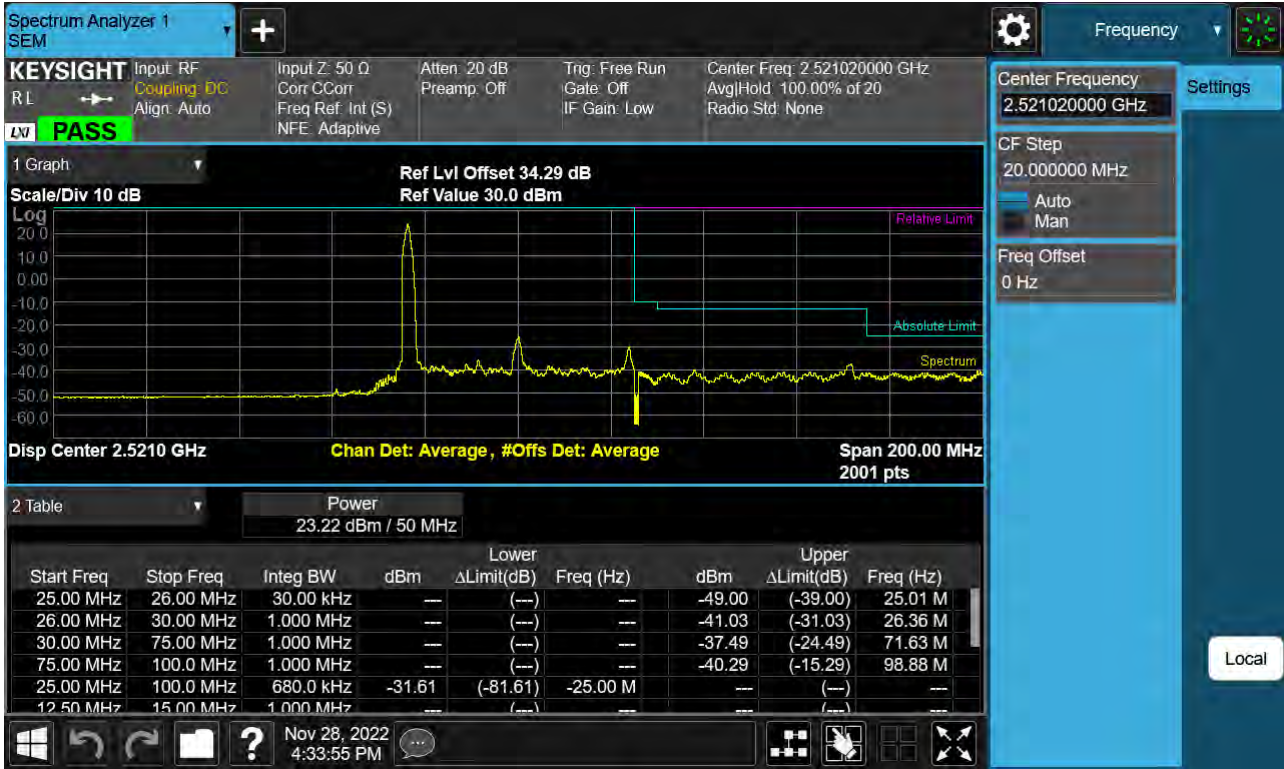 Spectrum Analyzer 1
SEM
Frequency
KEYSIGHT
RL
LXI
PASS
Input: RF
Coupling: DC
Align: Auto
Input Z: 50 Ω
Corr CCorr
Freq Ref: Int (S)
NFE: Adaptive
Atten: 20 dB
Preamp: Off
Trig: Free Run
Gate: Off
IF Gain: Low
Center Freq: 2.521020000 GHz
Avg|Hold: 100.00% of 20
Radio Std: None
Center Frequency
2.521020000 GHz
Settings
CF Step
20.000000 MHz
Auto
Man
Freq Offset
0 Hz
1 Graph
Scale/Div 10 dB
Ref Lvl Offset 34.29 dB
Ref Value 30.0 dBm
Log
20.0
10.0
0.00
-10.0
-20.0
-30.0
-40.0
-50.0
-60.0
Relative Limit
Absolute Limit
Spectrum
Disp Center 2.5210 GHz
Chan Det: Average , #Offs Det: Average
Span 200.00 MHz
2001 pts
2 Table
Power
23.22 dBm / 50 MHz
Lower Upper
Start Freq Stop Freq Integ BW dBm ΔLimit(dB) Freq (Hz) dBm ΔLimit(dB) Freq (Hz)
25.00 MHz 26.00 MHz 30.00 kHz --- (---) --- -49.00 (-39.00) 25.01 M
26.00 MHz 30.00 MHz 1.000 MHz --- (---) --- -41.03 (-31.03) 26.36 M
30.00 MHz 75.00 MHz 1.000 MHz --- (---) --- -37.49 (-24.49) 71.63 M
75.00 MHz 100.0 MHz 1.000 MHz --- (---) --- -40.29 (-15.29) 98.88 M
25.00 MHz 100.0 MHz 680.0 kHz -31.61 (-81.61) -25.00 M --- (---) ---
12.50 MHz 15.00 MHz 1.000 MHz --- (---) --- --- (---) ---
Local
?
Nov 28, 2022
4:33:55 PM